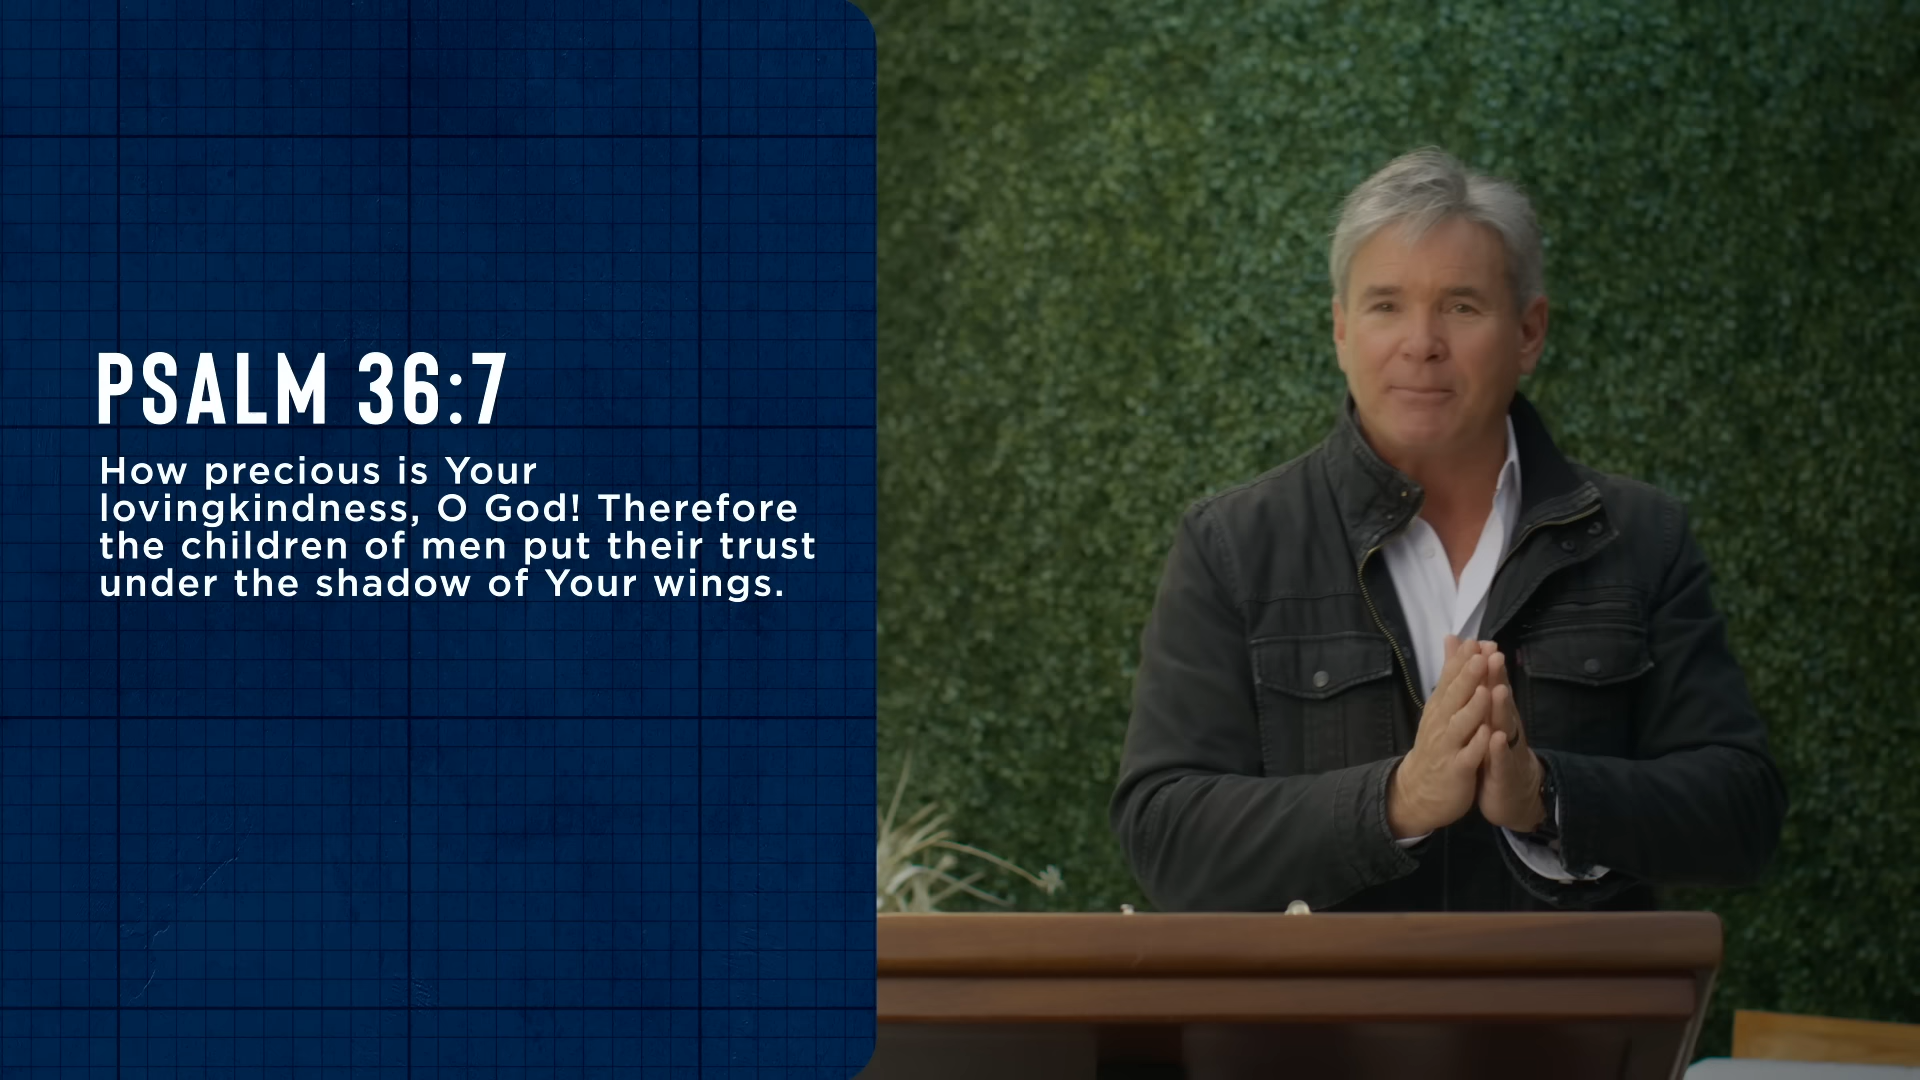 PSALM 36:7
How precious is Your
lovingkindness, O God! Therefore
the children of men put their trust
under the shadow of Your wings.